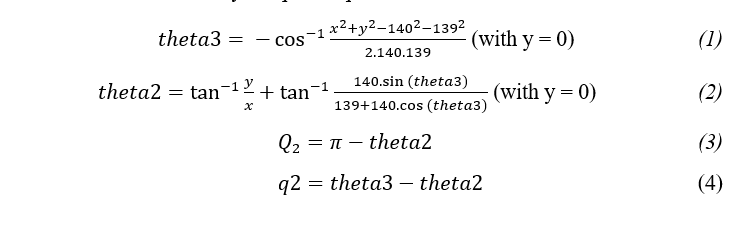 theta3 = − cos⁻¹ x²+y²−140²−139² / 2.140.139 (with y = 0) (1)
theta2 = tan⁻¹ y/x + tan⁻¹ 140.sin (theta3) / 139+140.cos (theta3) (with y = 0) (2)
Q₂ = π − theta2 (3)
q2 = theta3 − theta2 (4)